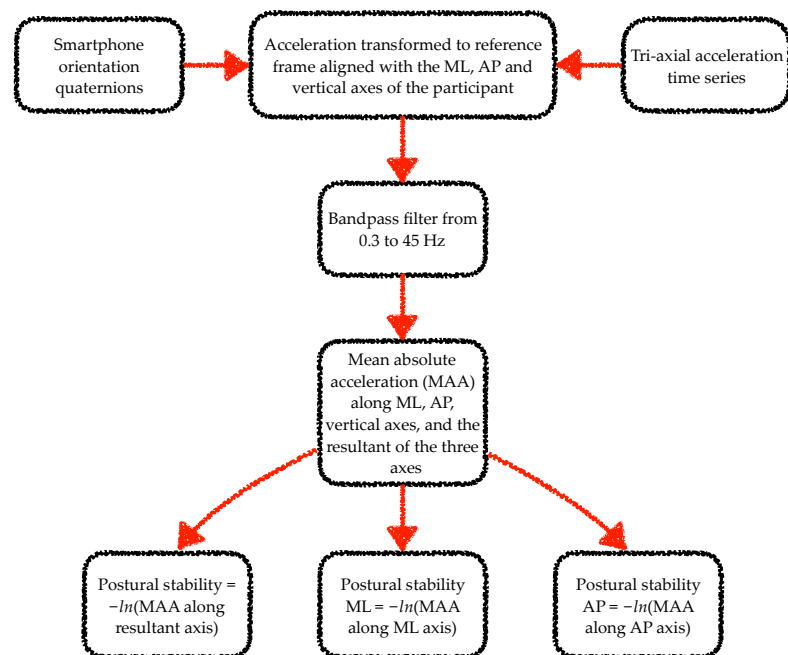 Smartphone
orientation
quaternions
Acceleration transformed to reference
frame aligned with the ML, AP and
vertical axes of the participant
Tri-axial acceleration
time series
Bandpass filter from
0.3 to 45 Hz
Mean absolute
acceleration (MAA)
along ML, AP,
vertical axes, and the
resultant of the three
axes
Postural stability =
−ln(MAA along
resultant axis)
Postural stability
ML = −ln(MAA
along ML axis)
Postural stability
AP = −ln(MAA
along AP axis)